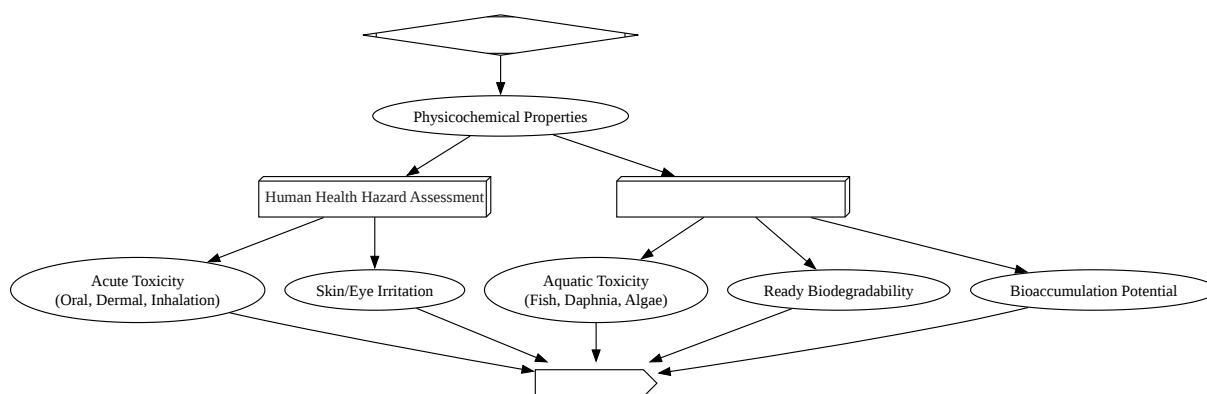 Physicochemical Properties
Human Health Hazard Assessment
Acute Toxicity
(Oral, Dermal, Inhalation)
Skin/Eye Irritation
Aquatic Toxicity
(Fish, Daphnia, Algae)
Ready Biodegradability
Bioaccumulation Potential